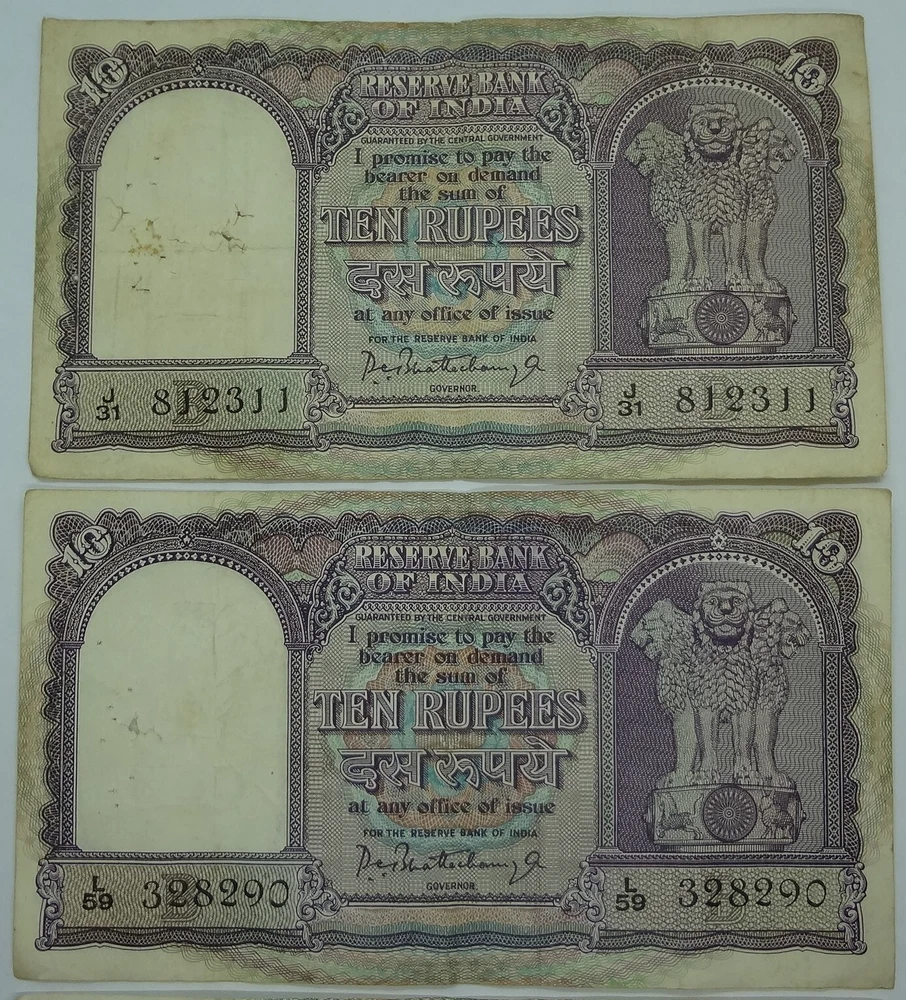 10 10
RESERVE BANK
OF INDIA
GUARANTEED BY THE CENTRAL GOVERNMENT
I promise to pay the
bearer on demand
the sum of
TEN RUPEES
दस रुपये
at any office of issue
FOR THE RESERVE BANK OF INDIA
P.C. Bhattacharyya
GOVERNOR.
J/31 812311 J/31 812311
B
10 10
RESERVE BANK
OF INDIA
GUARANTEED BY THE CENTRAL GOVERNMENT
I promise to pay the
bearer on demand
the sum of
TEN RUPEES
दस रुपये
at any office of issue
FOR THE RESERVE BANK OF INDIA
P.C. Bhattacharyya
GOVERNOR.
L/59 328290 L/59 328290
B